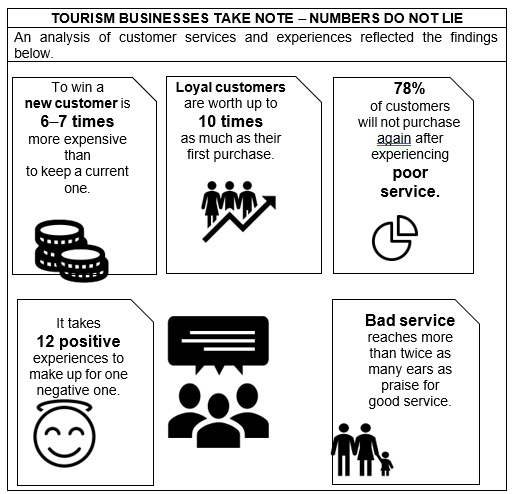 TOURISM BUSINESSES TAKE NOTE – NUMBERS DO NOT LIE
An analysis of customer services and experiences reflected the findings
below.
To win a
new customer is
6–7 times
more expensive
than
to keep a current
one.
Loyal customers
are worth up to
10 times
as much as their
first purchase.
78%
of customers
will not purchase
again after
experiencing
poor
service.
It takes
12 positive
experiences to
make up for one
negative one.
Bad service
reaches more
than twice as
many ears as
praise for
good service.